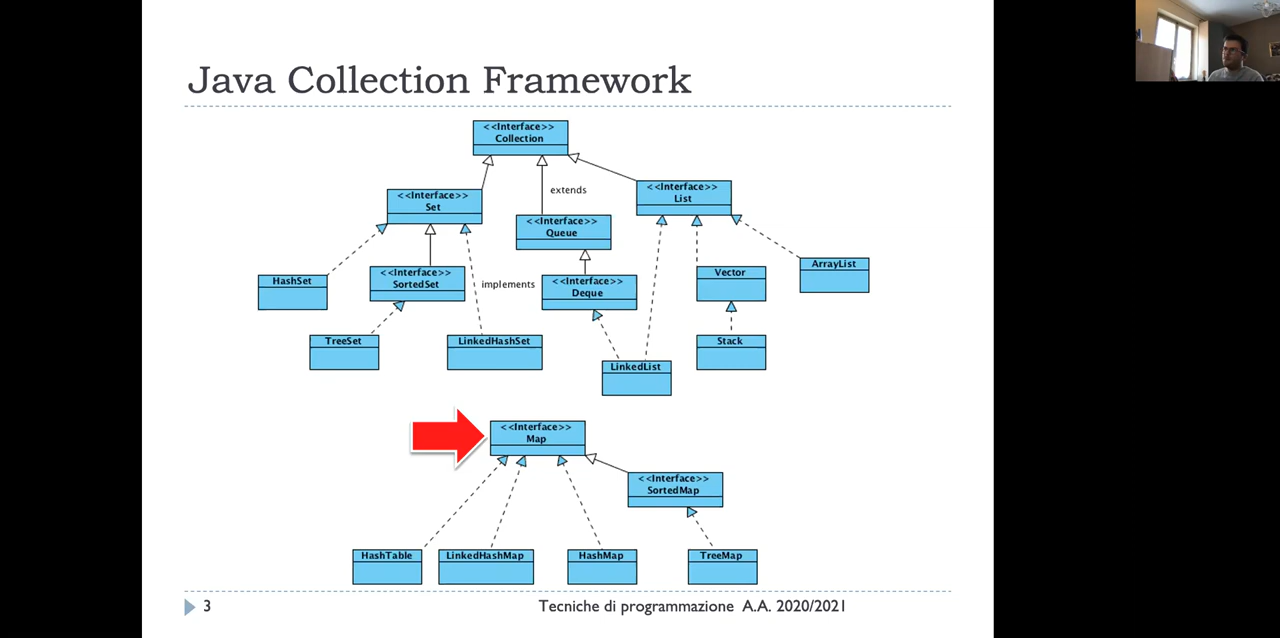 Java Collection Framework
<<Interface>>
Collection
<<Interface>>
Set
extends
<<Interface>>
List
<<Interface>>
Queue
HashSet
<<Interface>>
SortedSet
implements
<<Interface>>
Deque
Vector
ArrayList
TreeSet
LinkedHashSet
LinkedList
Stack
<<Interface>>
Map
<<Interface>>
SortedMap
HashTable
LinkedHashMap
HashMap
TreeMap
3
Tecniche di programmazione A.A. 2020/2021